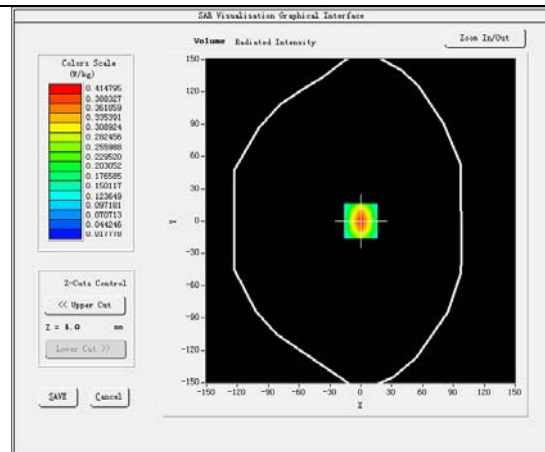 SAR Visualisation Graphical Interface
Volume Radiated Intensity
Zoom In/Out
Colors Scale
(W/kg)
0.414795
0.388327
0.361859
0.335391
0.308924
0.282456
0.255988
0.229520
0.203052
0.176585
0.150117
0.123649
0.097181
0.070713
0.044246
0.017778
Z-Cuts Control
<< Upper Cut
Z = 4.0 mm
Lower Cut >>
SAVE Cancel
150
120
90
60
30
0
-30
-60
-90
-120
-150
Y
-150 -120 -90 -60 -30 0 30 60 90 120 150
X